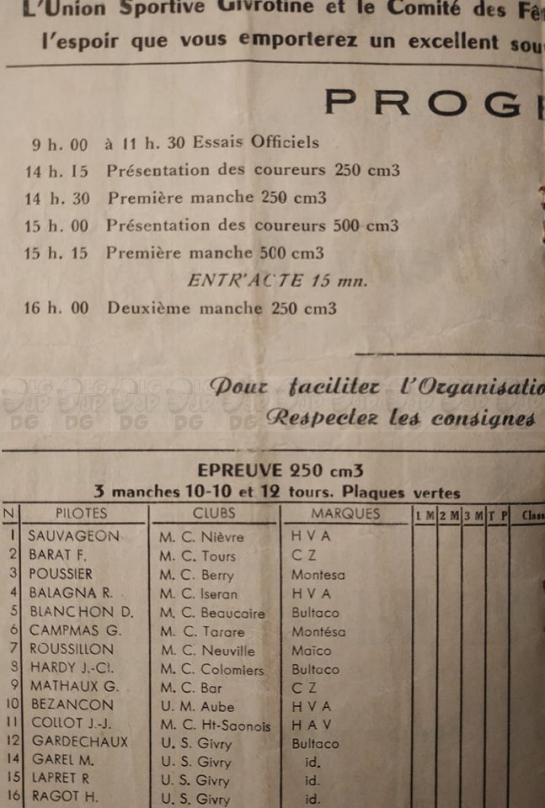 L'Union Sportive Givrotine et le Comité des Fê
l'espoir que vous emporterez un excellent sou
PROG
9 h. 00 à 11 h. 30 Essais Officiels
14 h. 15 Présentation des coureurs 250 cm3
14 h. 30 Première manche 250 cm3
15 h. 00 Présentation des coureurs 500 cm3
15 h. 15 Première manche 500 cm3
ENTR'ACTE 15 mn.
16 h. 00 Deuxième manche 250 cm3
Pour faciliter l'Organisatio
Respectez les consignes
EPREUVE 250 cm3
3 manches 10-10 et 12 tours. Plaques vertes
N PILOTES CLUBS MARQUES 1 M 2 M 3 M T P Class
1 SAUVAGEON M. C. Nièvre H V A
2 BARAT F. M. C. Tours C Z
3 POUSSIER M. C. Berry Montesa
4 BALAGNA R. M. C. Iseran H V A
5 BLANCHON D. M. C. Beaucaire Bultaco
6 CAMPMAS G. M. C. Tarare Montésa
7 ROUSSILLON M. C. Neuville Maïco
8 HARDY J.-Cl. M. C. Colomiers Bultaco
9 MATHAUX G. M. C. Bar C Z
10 BEZANCON U. M. Aube H V A
11 COLLOT J.-J. M. C. Ht-Saonois H A V
12 GARDECHAUX U. S. Givry Bultaco
14 GAREL M. U. S. Givry id.
15 LAPRET R U. S. Givry id.
16 RAGOT H. U. S. Givry id.